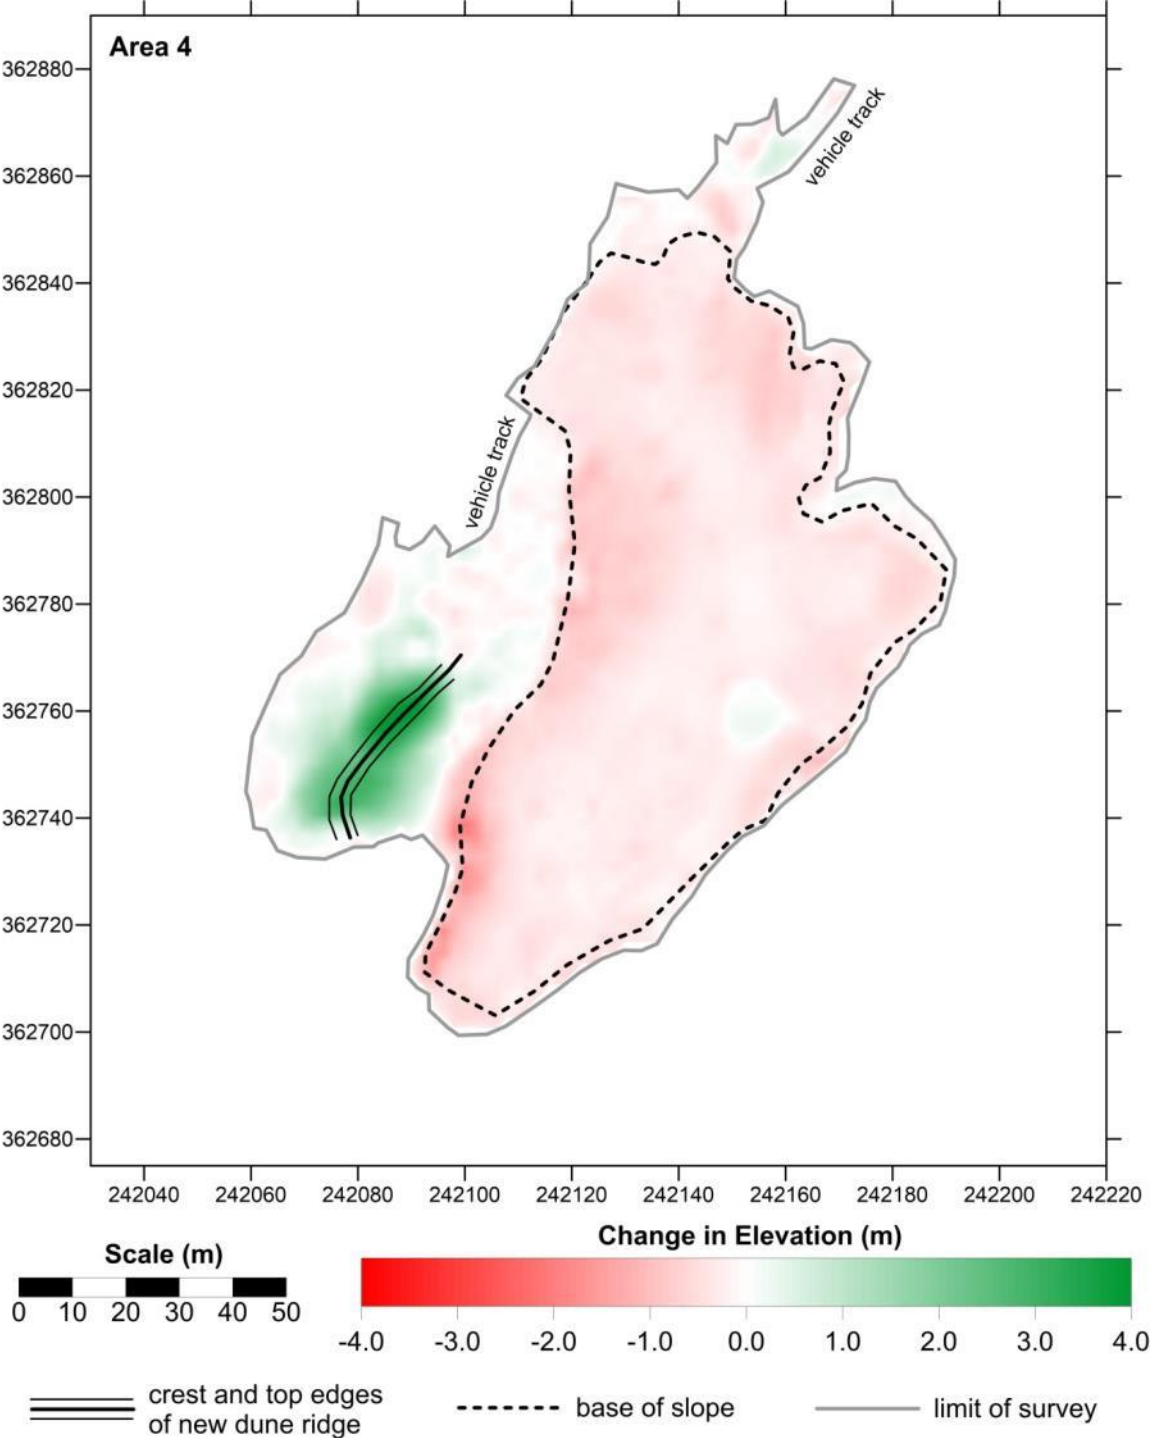 Area 4
362880
362860
362840
362820
362800
362780
362760
362740
362720
362700
362680
vehicle track
vehicle track
242040 242060 242080 242100 242120 242140 242160 242180 242200 242220
Scale (m)
0 10 20 30 40 50
Change in Elevation (m)
-4.0 -3.0 -2.0 -1.0 0.0 1.0 2.0 3.0 4.0
crest and top edges
of new dune ridge
base of slope
limit of survey